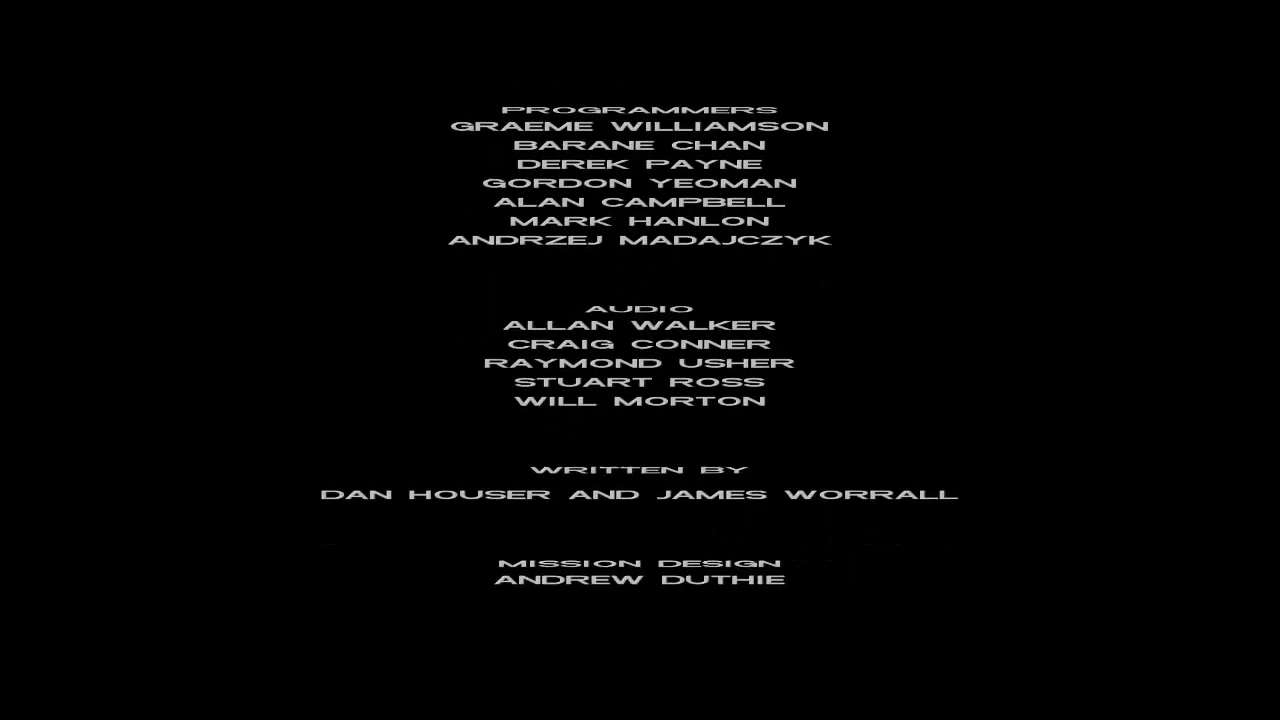 PROGRAMMERS
GRAEME WILLIAMSON
BARANE CHAN
DEREK PAYNE
GORDON YEOMAN
ALAN CAMPBELL
MARK HANLON
ANDRZEJ MADAJCZYK
AUDIO
ALLAN WALKER
CRAIG CONNER
RAYMOND USHER
STUART ROSS
WILL MORTON
WRITTEN BY
DAN HOUSER AND JAMES WORRALL
MISSION DESIGN
ANDREW DUTHIE